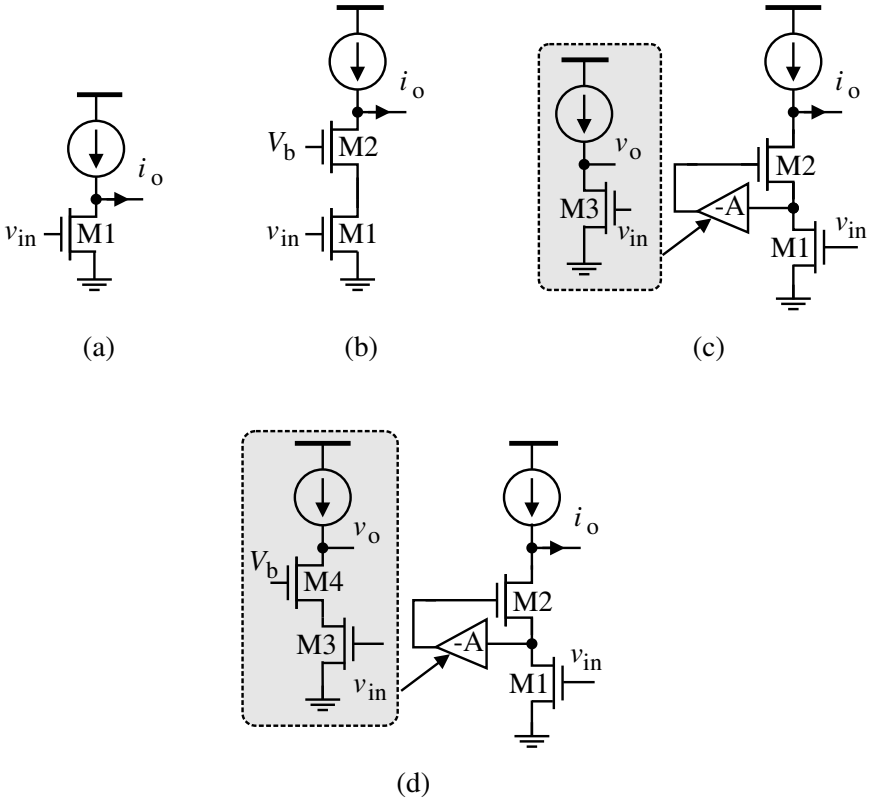 i o
v in
M1
(a)
i o
V b
M2
v in
M1
(b)
v o
M3
v in
i o
M2
-A
v in
M1
(c)
v o
V b
M4
M3
v in
i o
M2
-A
v in
M1
(d)